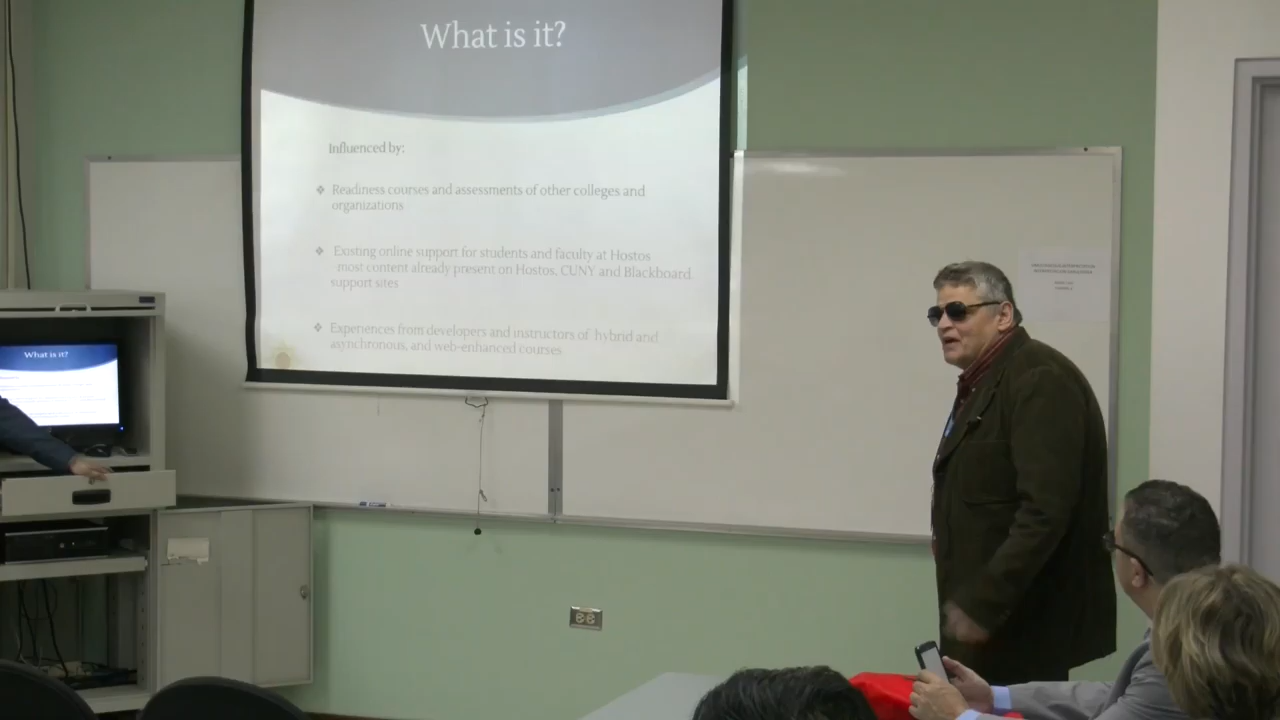 What is it?
Influenced by:
❖ Readiness courses and assessments of other colleges and
organizations
❖ Existing online support for students and faculty at Hostos
-most content already present on Hostos, CUNY and Blackboard
support sites
❖ Experiences from developers and instructors of hybrid and
asynchronous, and web-enhanced courses
What is it?